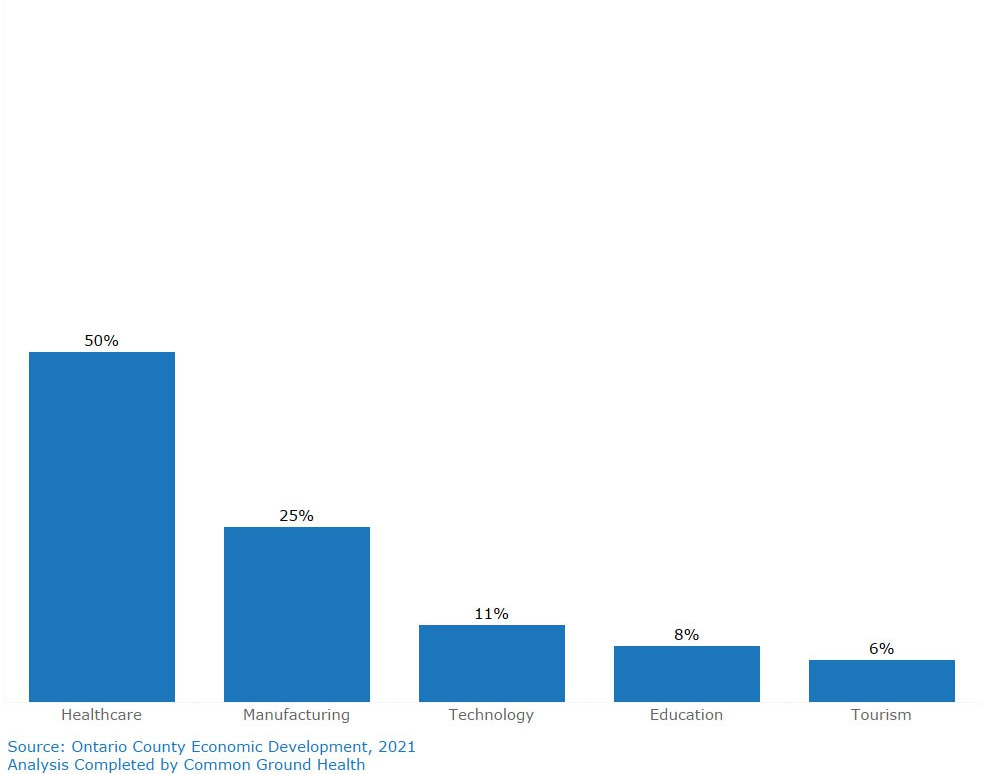 50%
25%
11%
8%
6%
Healthcare Manufacturing Technology Education Tourism
Source: Ontario County Economic Development, 2021
Analysis Completed by Common Ground Health